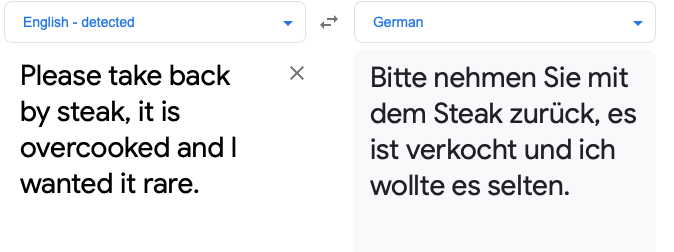 English - detected
German
Please take back
by steak, it is
overcooked and I
wanted it rare.
Bitte nehmen Sie mit
dem Steak zurück, es
ist verkocht und ich
wollte es selten.